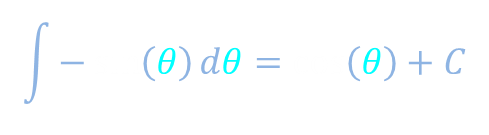 ∫ − (θ) dθ = (θ) + C